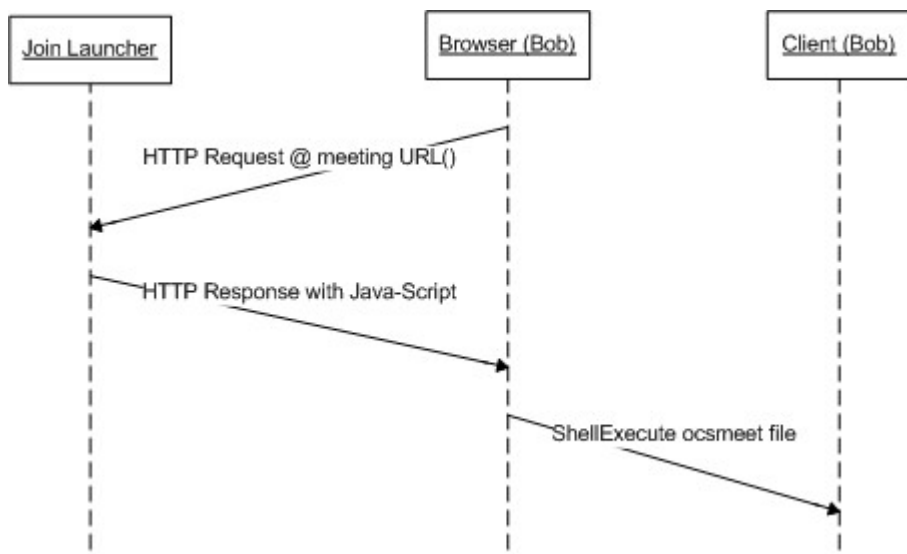 Join Launcher
Browser (Bob)
Client (Bob)
HTTP Request @ meeting URL()
HTTP Response with Java-Script
ShellExecute ocsmeet file